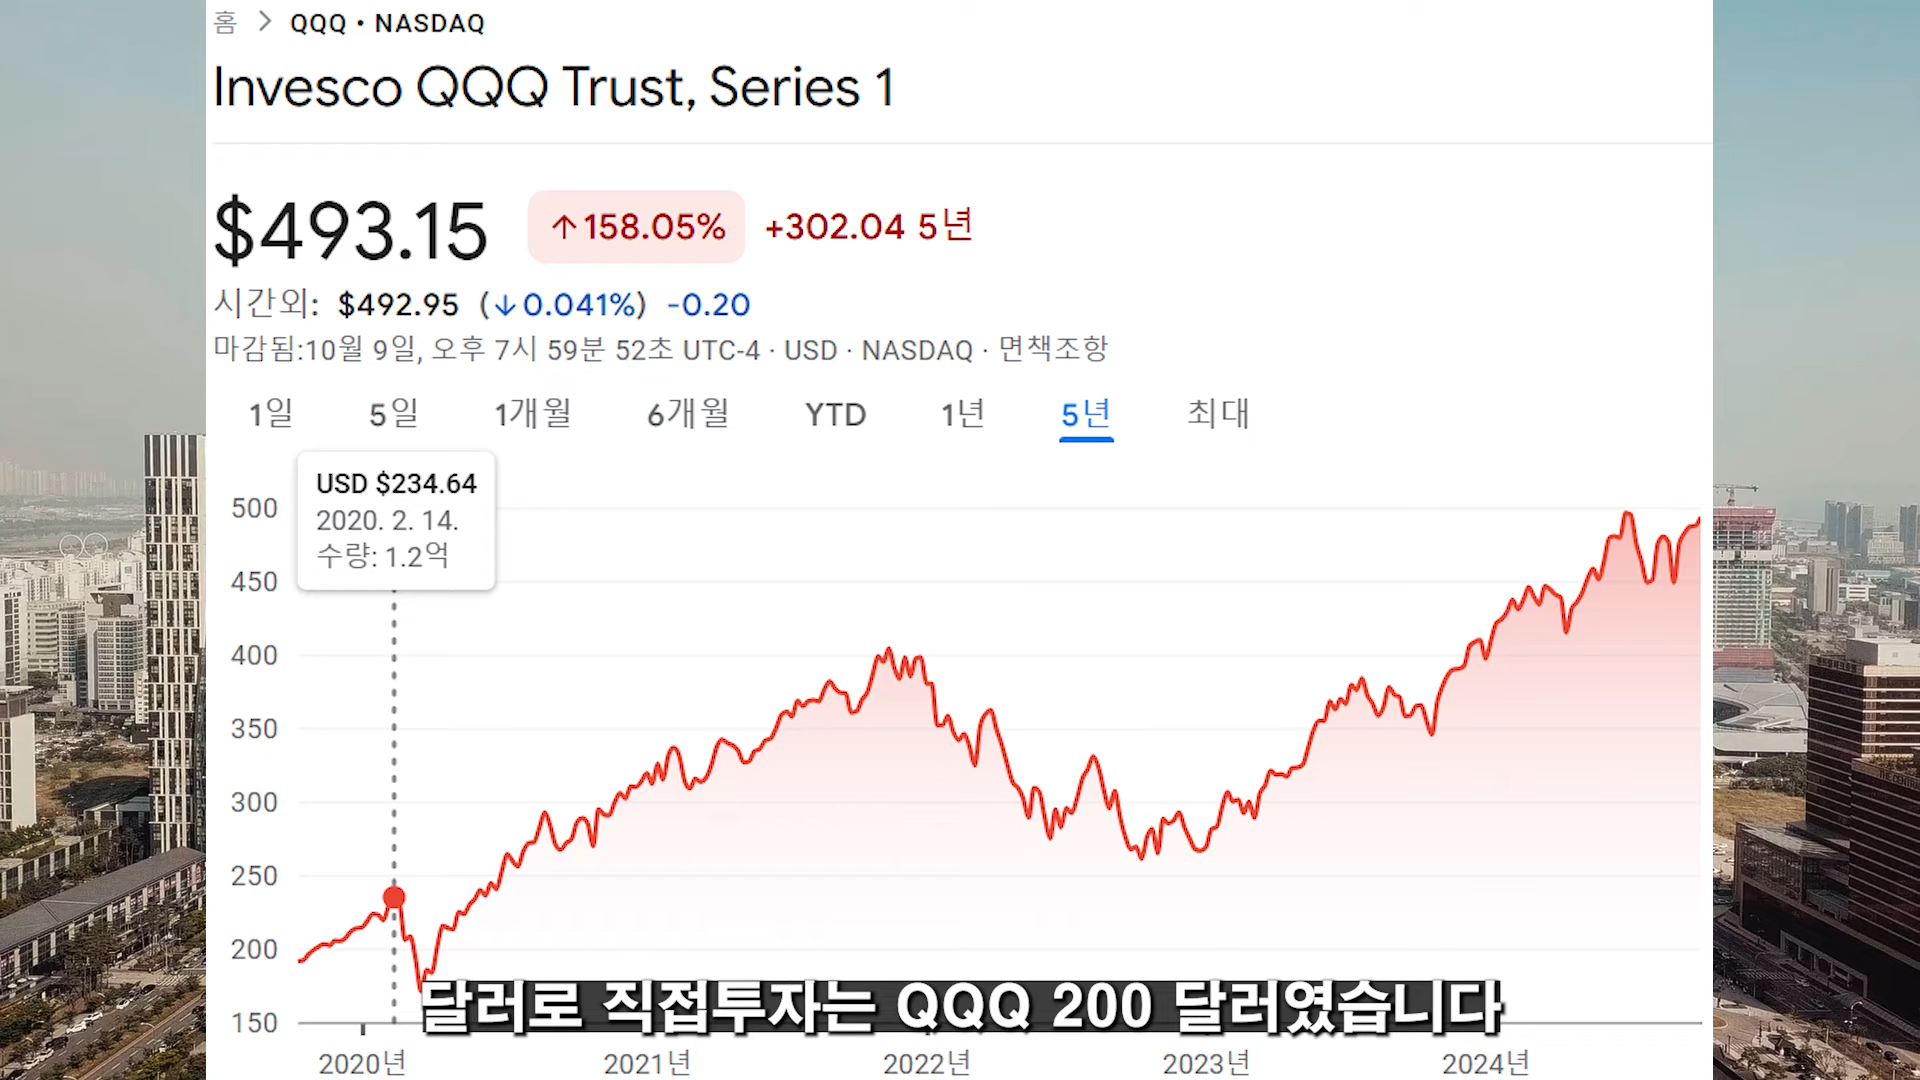 홈 > QQQ • NASDAQ
Invesco QQQ Trust, Series 1
$493.15 ↑158.05% +302.04 5년
시간외: $492.95 (↓0.041%) -0.20
마감됨:10월 9일, 오후 7시 59분 52초 UTC-4 · USD · NASDAQ · 면책조항
1일 5일 1개월 6개월 YTD 1년 5년 최대
USD $234.64
2020. 2. 14.
수량: 1.2억
500
450
400
350
300
250
200
150
달러로 직접투자는 QQQ 200 달러였습니다
2020년 2021년 2022년 2023년 2024년